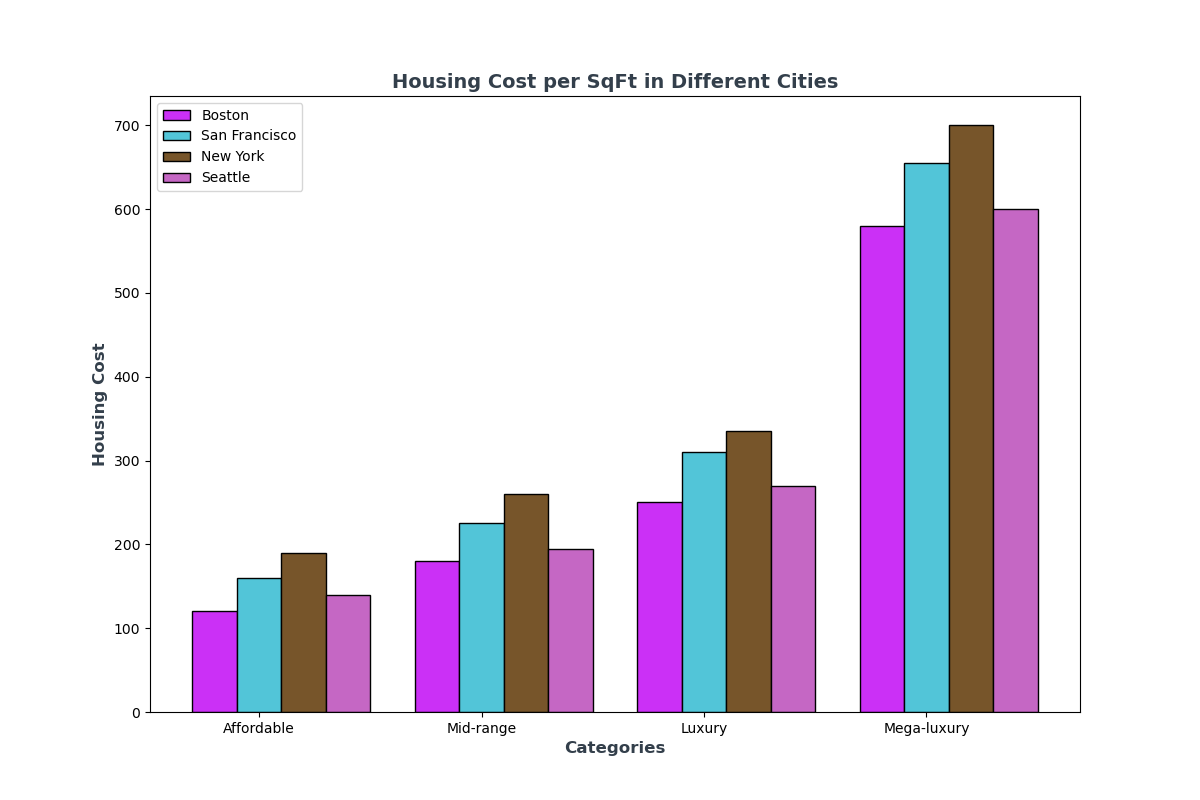 Housing Cost per SqFt in Different Cities
Boston
San Francisco
New York
Seattle
700
600
500
400
300
200
100
0
Housing Cost
Affordable Mid-range Luxury Mega-luxury
Categories